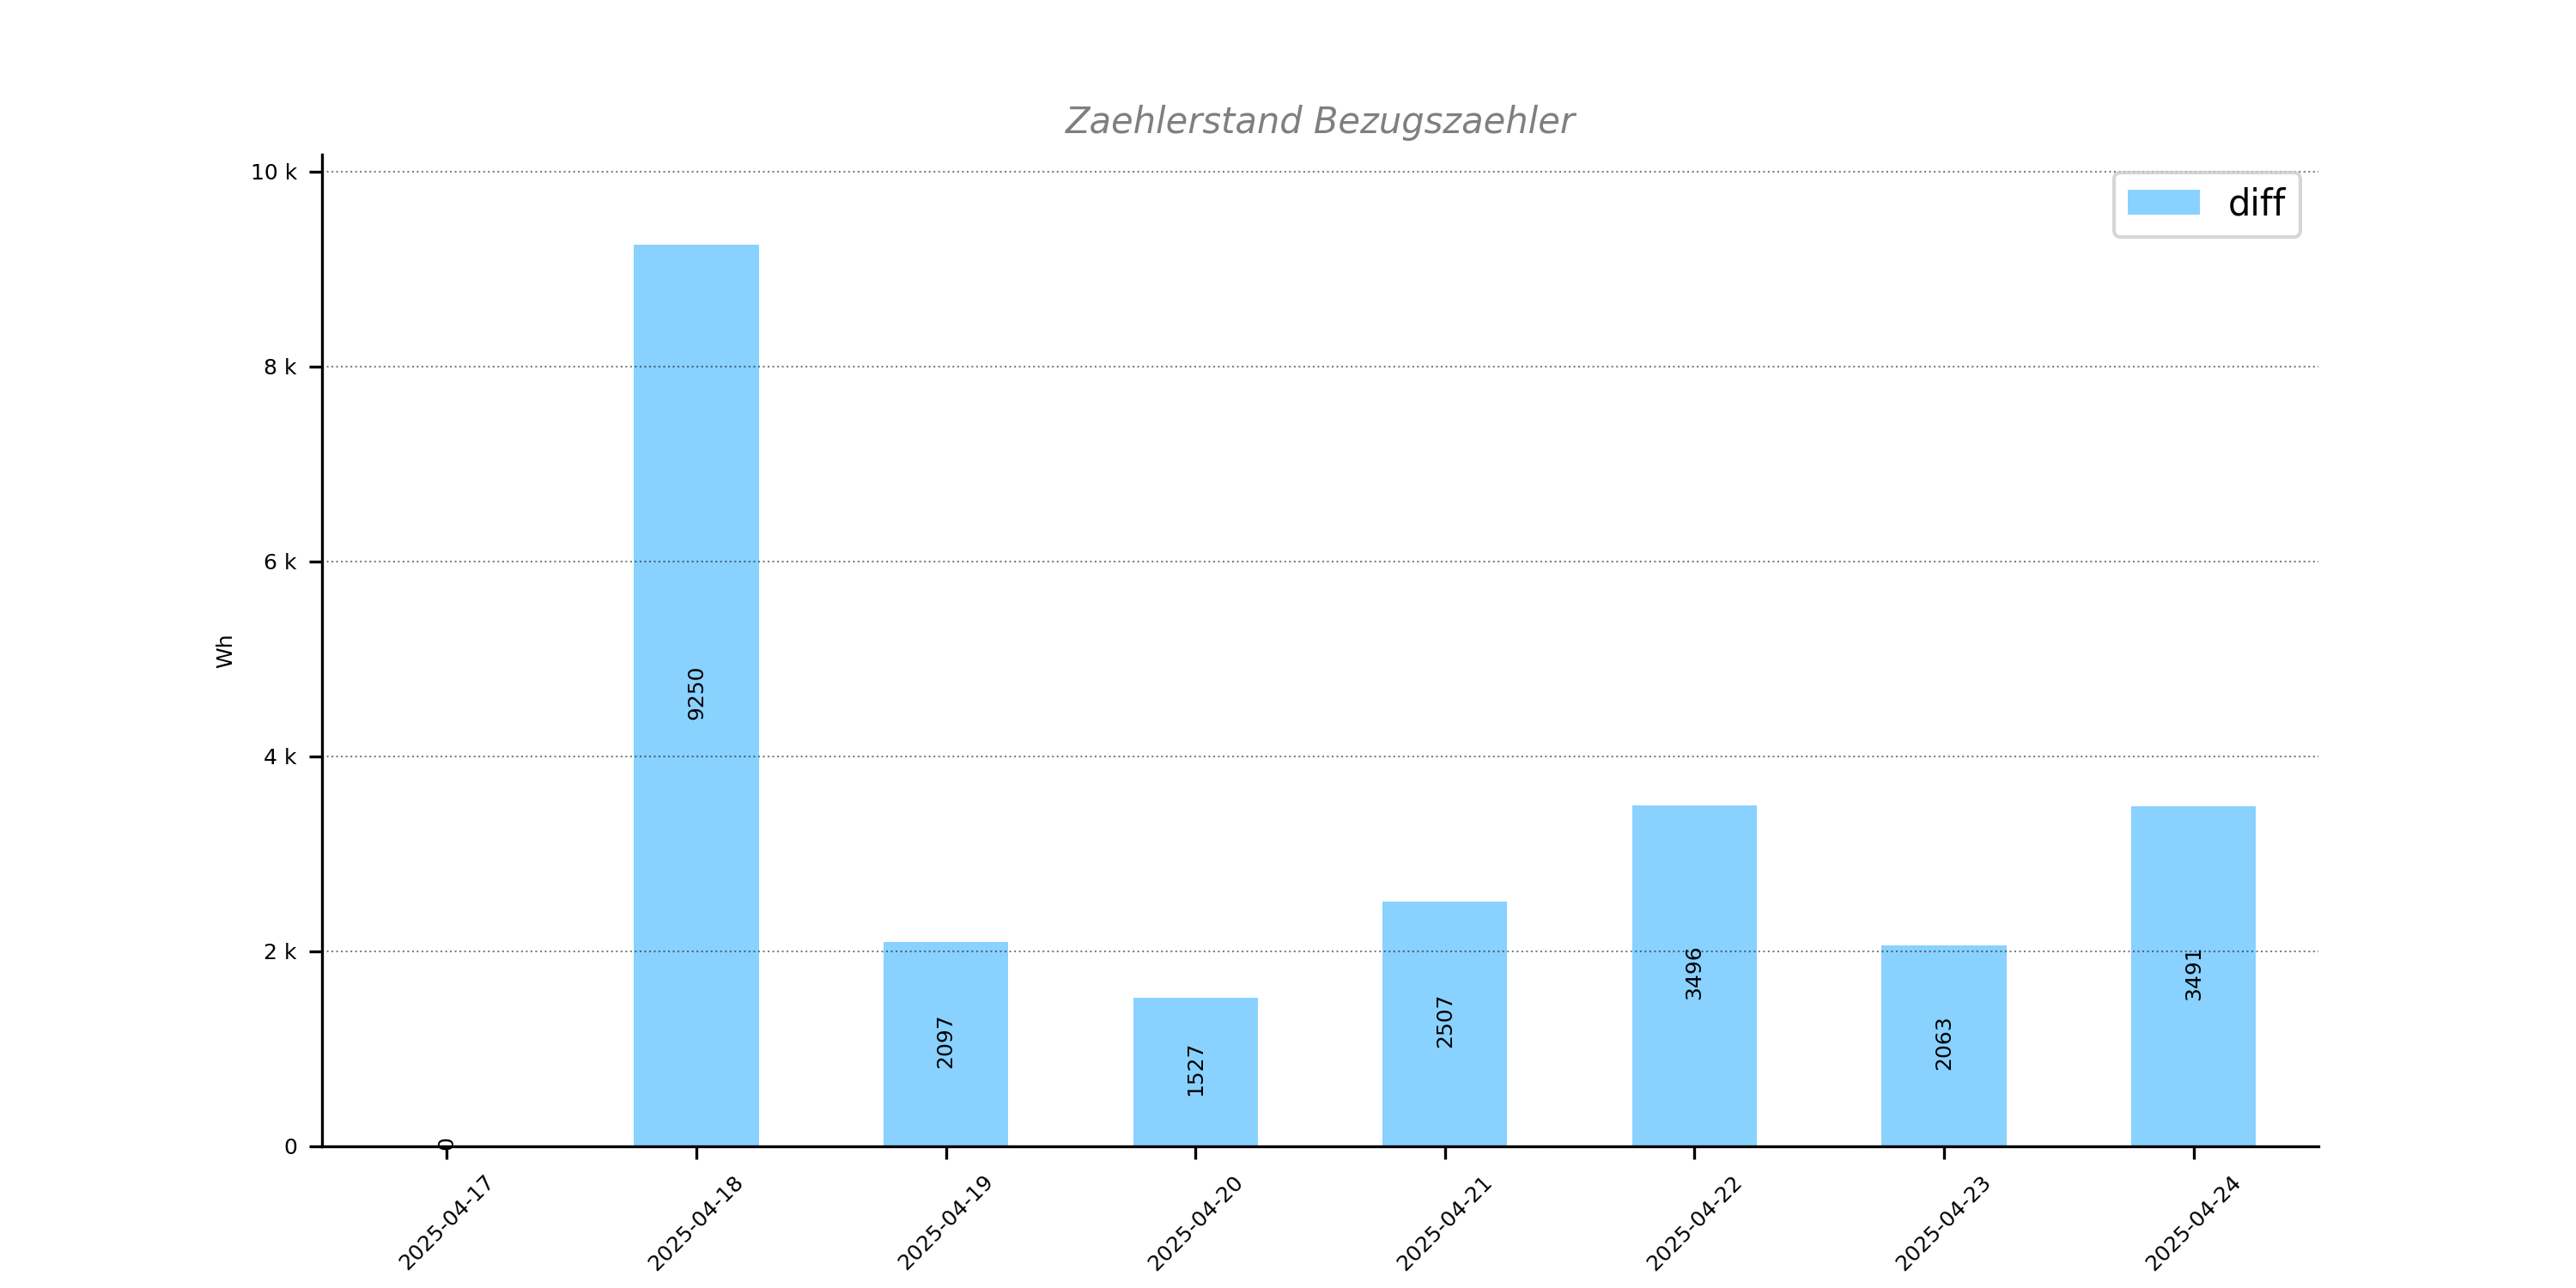 Zaehlerstand Bezugszaehler
diff
Wh
10 k
8 k
6 k
4 k
2 k
0
0
9250
2097
1527
2507
3496
2063
3491
2025-04-17
2025-04-18
2025-04-19
2025-04-20
2025-04-21
2025-04-22
2025-04-23
2025-04-24